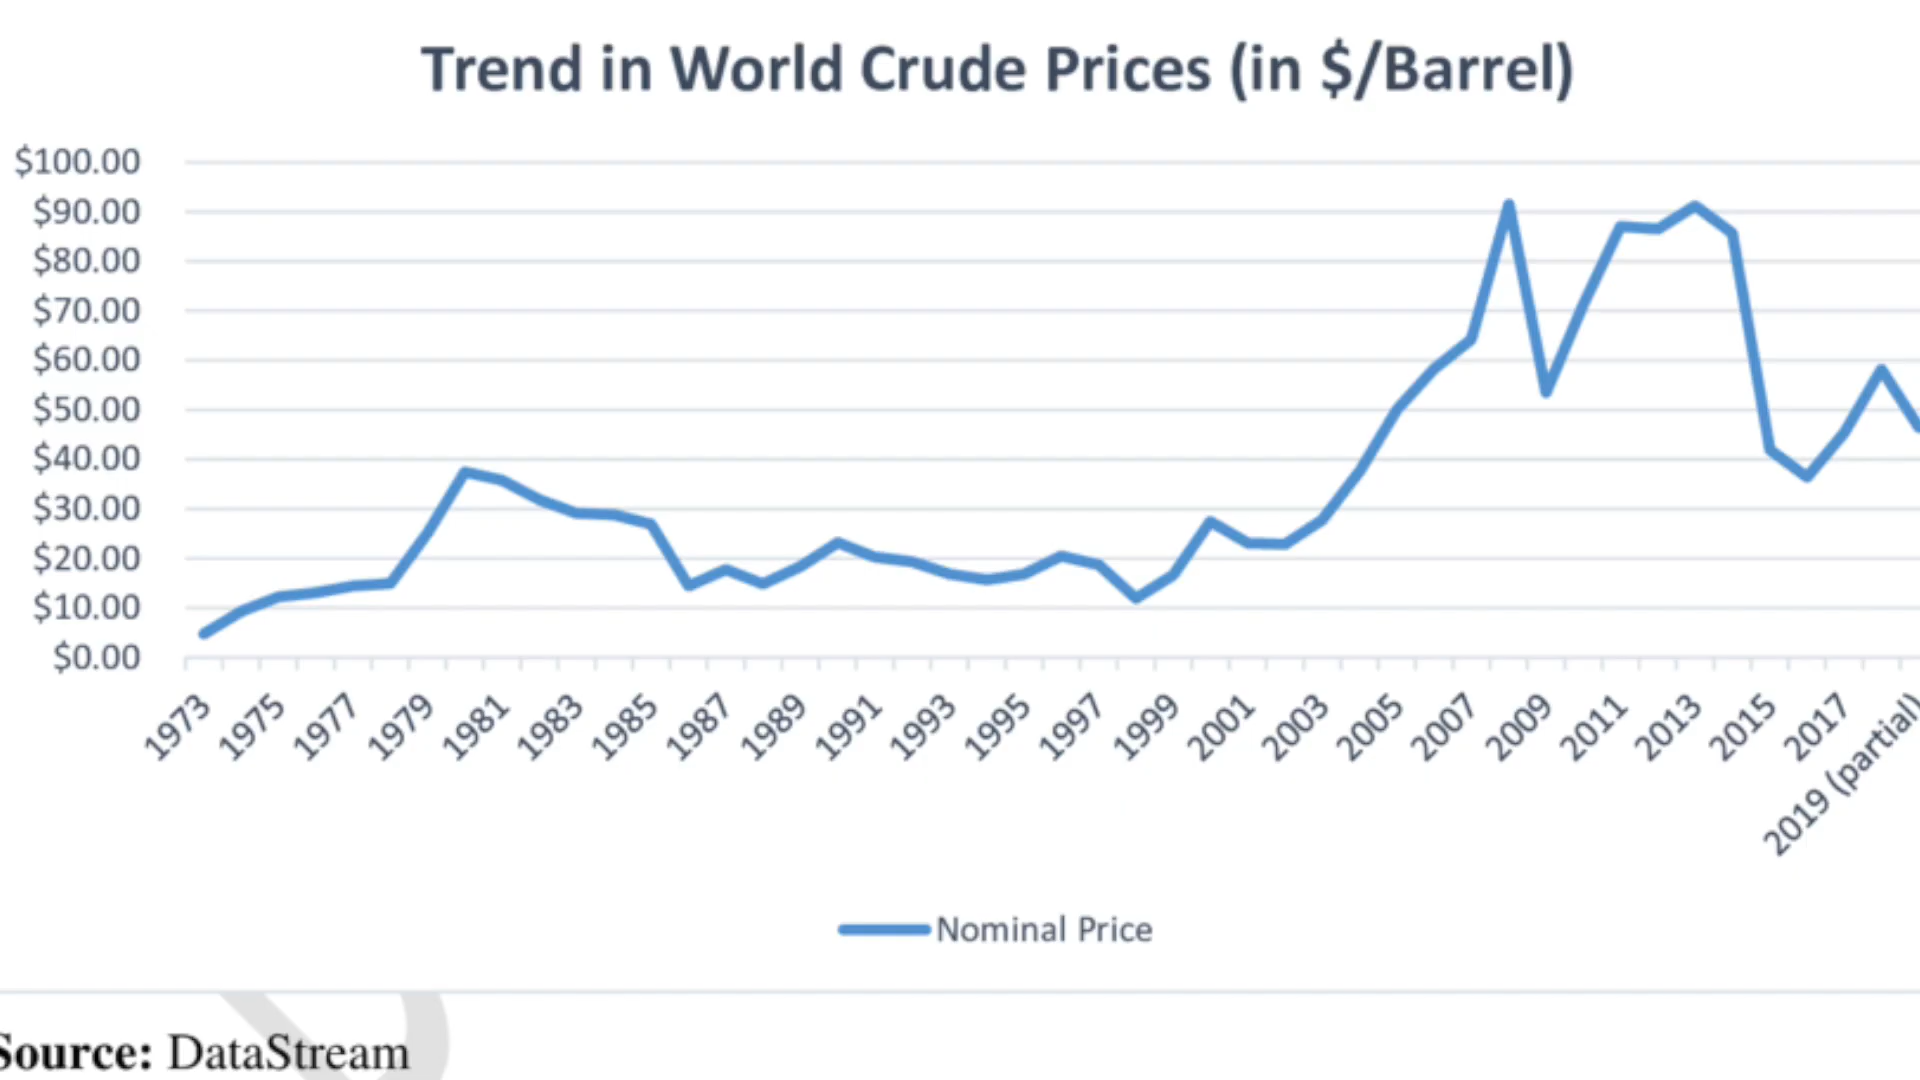 Trend in World Crude Prices (in $/Barrel)
$100.00
$90.00
$80.00
$70.00
$60.00
$50.00
$40.00
$30.00
$20.00
$10.00
$0.00
1973 1975 1977 1979 1981 1983 1985 1987 1989 1991 1993 1995 1997 1999 2001 2003 2005 2007 2009 2011 2013 2015 2017 2019 (partial)
Nominal Price
Source: DataStream